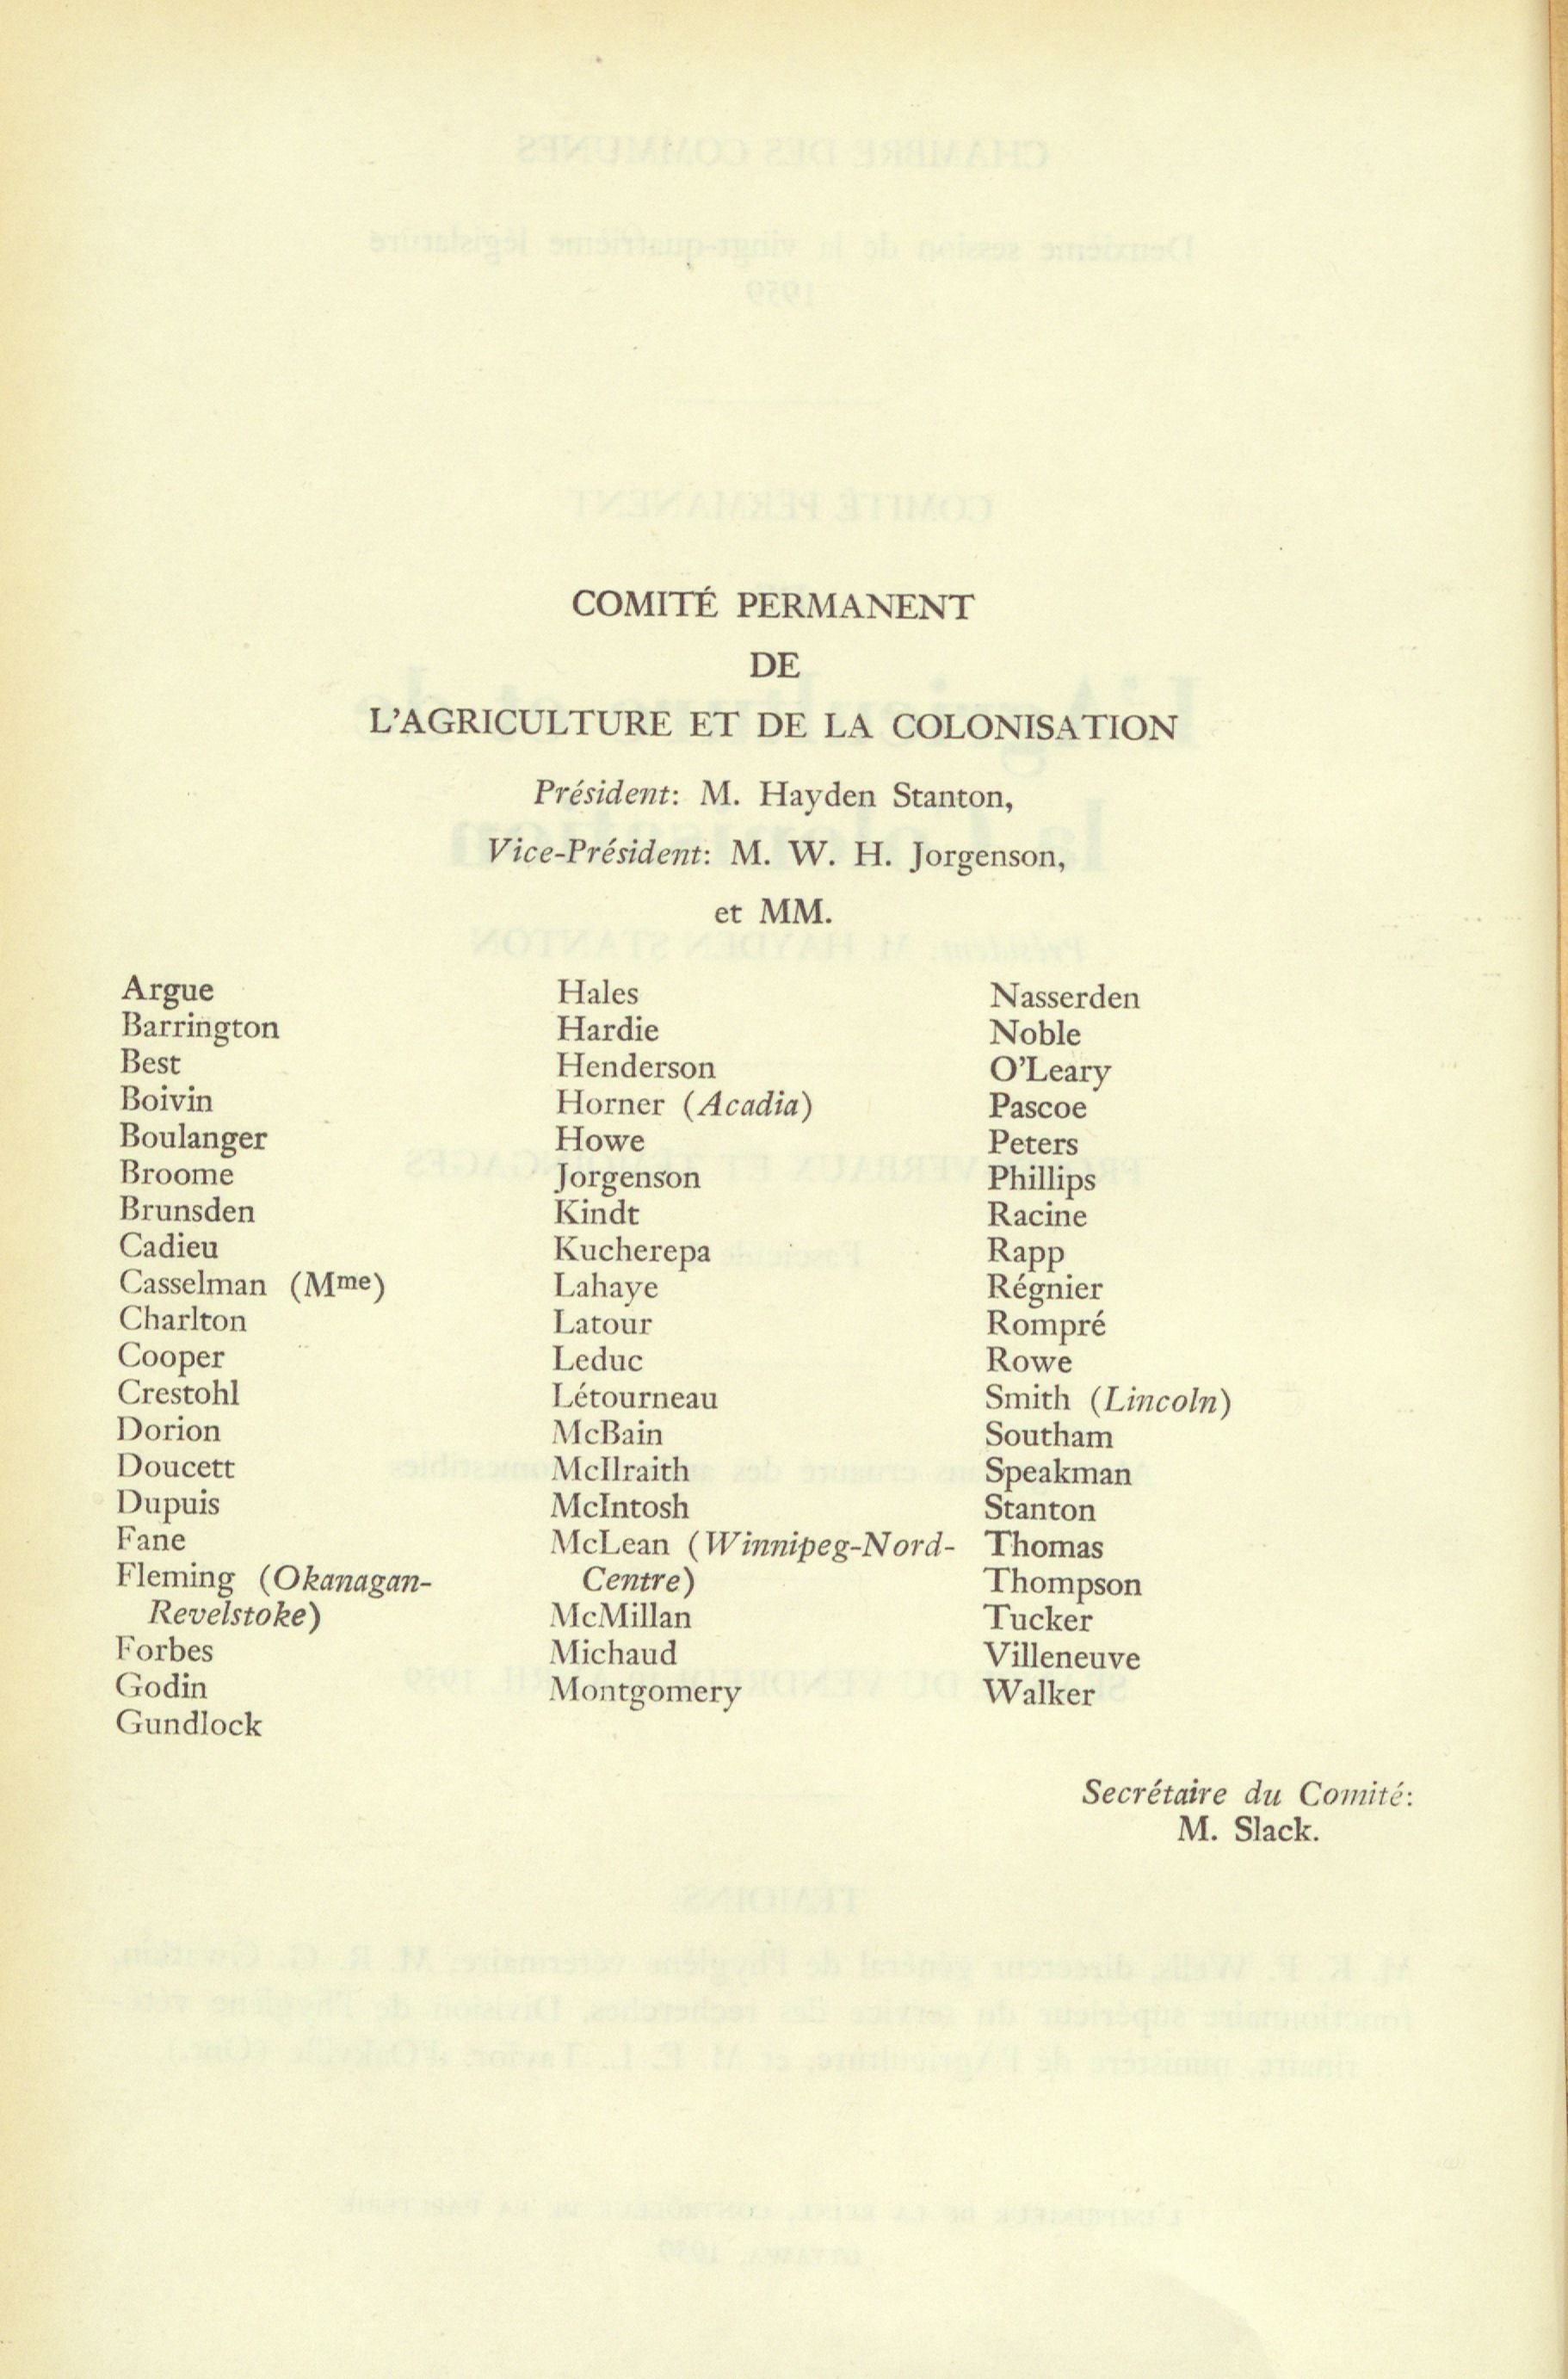 COMITÉ PERMANENT
DE
L'AGRICULTURE ET DE LA COLONISATION
Président: M. Hayden Stanton,
Vice-Président: M. W. H. Jorgenson,
et MM.
Argue
Barrington
Best
Boivin
Boulanger
Broome
Brunsden
Cadieu
Casselman (Mme)
Charlton
Cooper
Crestohl
Dorion
Doucett
Dupuis
Fane
Fleming (Okanagan-
Revelstoke)
Forbes
Godin
Gundlock
Hales
Hardie
Henderson
Horner (Acadia)
Howe
Jorgenson
Kindt
Kucherepa
Lahaye
Latour
Leduc
Létourneau
McBain
McIlraith
McIntosh
McLean (Winnipeg-Nord-
Centre)
McMillan
Michaud
Montgomery
Nasserden
Noble
O'Leary
Pascoe
Peters
Phillips
Racine
Rapp
Régnier
Rompré
Rowe
Smith (Lincoln)
Southam
Speakman
Stanton
Thomas
Thompson
Tucker
Villeneuve
Walker
Secrétaire du Comité:
M. Slack.